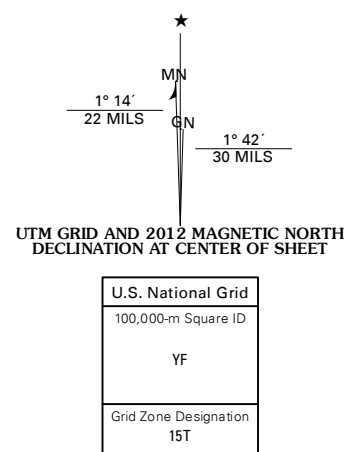 ★
MN
1° 14´
22 MILS
GN
1° 42´
30 MILS
UTM GRID AND 2012 MAGNETIC NORTH
DECLINATION AT CENTER OF SHEET
U.S. National Grid
100,000-m Square ID
YF
Grid Zone Designation
15T